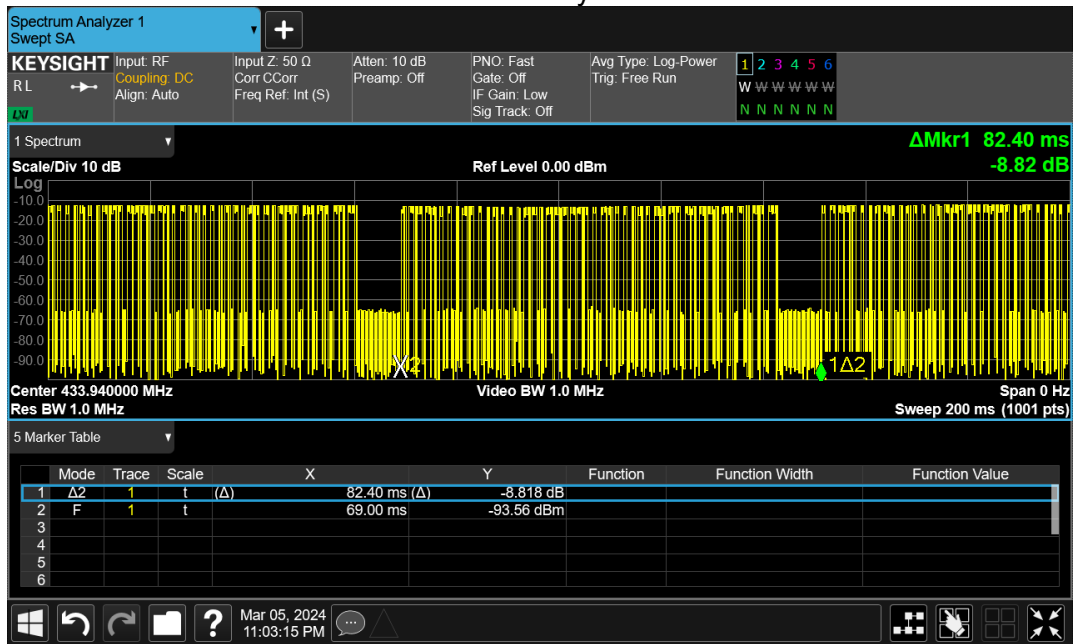 Spectrum Analyzer 1
Swept SA
KEYSIGHT Input: RF Input Z: 50 Ω Atten: 10 dB PNO: Fast Avg Type: Log-Power 1 2 3 4 5 6
RL Coupling: DC Corr CCorr Preamp: Off Gate: Off Trig: Free Run W W W W W W
Align: Auto Freq Ref: Int (S) IF Gain: Low
LXI Sig Track: Off N N N N N N
1 Spectrum ΔMkr1 82.40 ms
Scale/Div 10 dB Ref Level 0.00 dBm -8.82 dB
Log
-10.0
-20.0
-30.0
-40.0
-50.0
-60.0
-70.0
-80.0
-90.0
X2 1Δ2
Center 433.940000 MHz Video BW 1.0 MHz Span 0 Hz
Res BW 1.0 MHz Sweep 200 ms (1001 pts)
5 Marker Table
Mode Trace Scale X Y Function Function Width Function Value
1 Δ2 1 t (Δ) 82.40 ms (Δ) -8.818 dB
2 F 1 t 69.00 ms -93.56 dBm
3
4
5
6
? Mar 05, 2024
11:03:15 PM